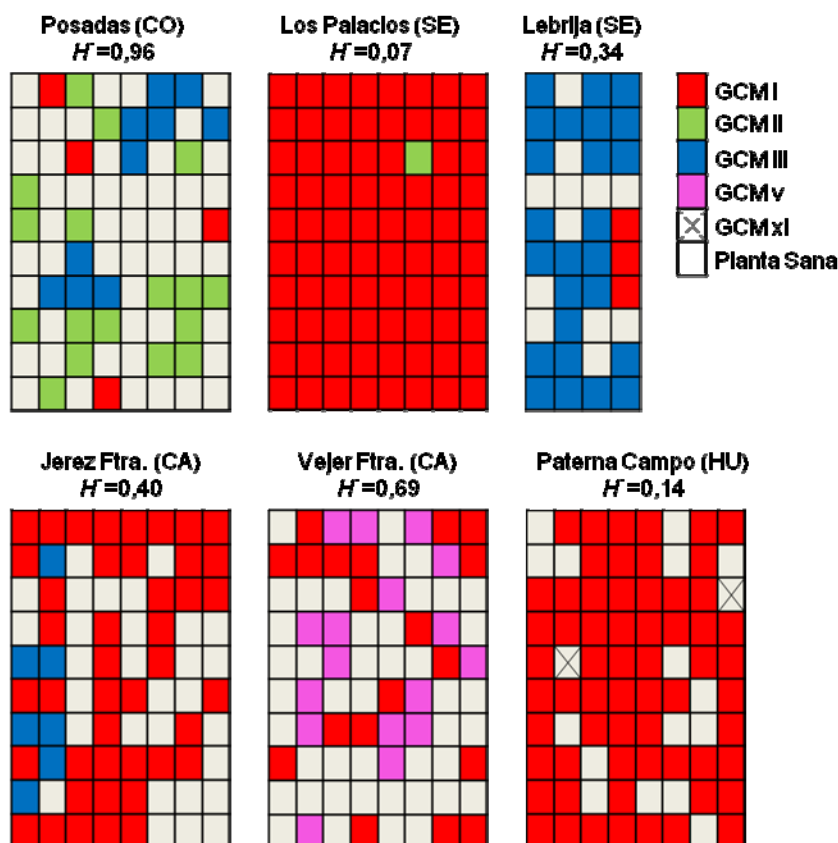 Posadas (CO)
H´=0,96
Los Palacios (SE)
H´=0,07
Lebrija (SE)
H´=0,34
GCM I
GCM II
GCM III
GCM v
GCM xI
Planta Sana
Jerez Ftra. (CA)
H´=0,40
Vejer Ftra. (CA)
H´=0,69
Paterna Campo (HU)
H´=0,14